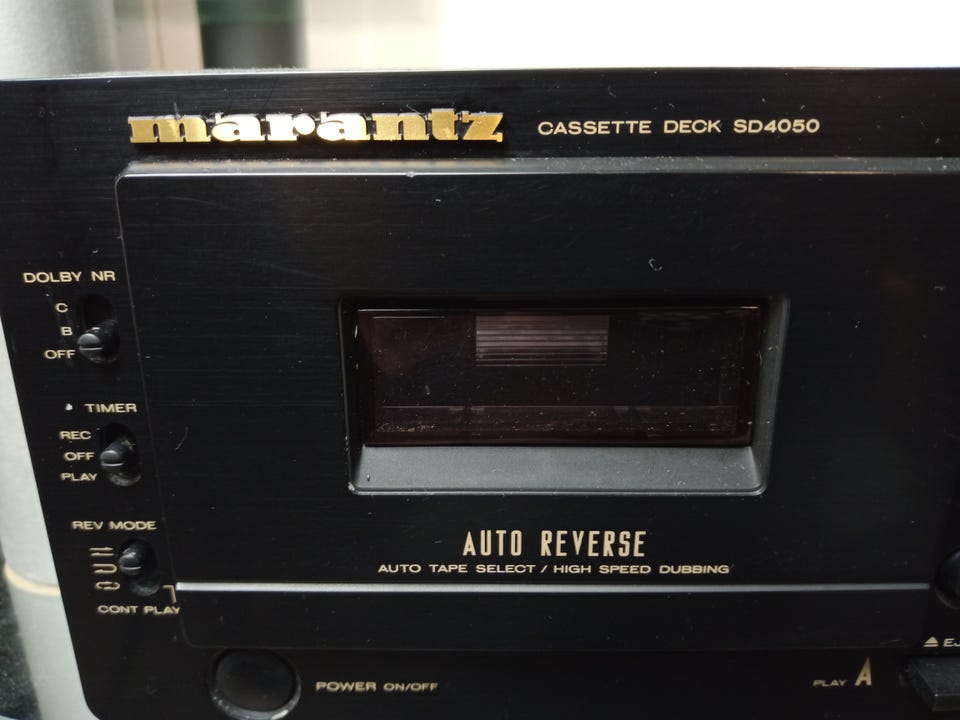 marantz
CASSETTE DECK SD4050
DOLBY NR
C
B
OFF
TIMER
REC
OFF
PLAY
REV MODE
CONT PLAY
AUTO REVERSE
AUTO TAPE SELECT / HIGH SPEED DUBBING
POWER ON/OFF
PLAY A